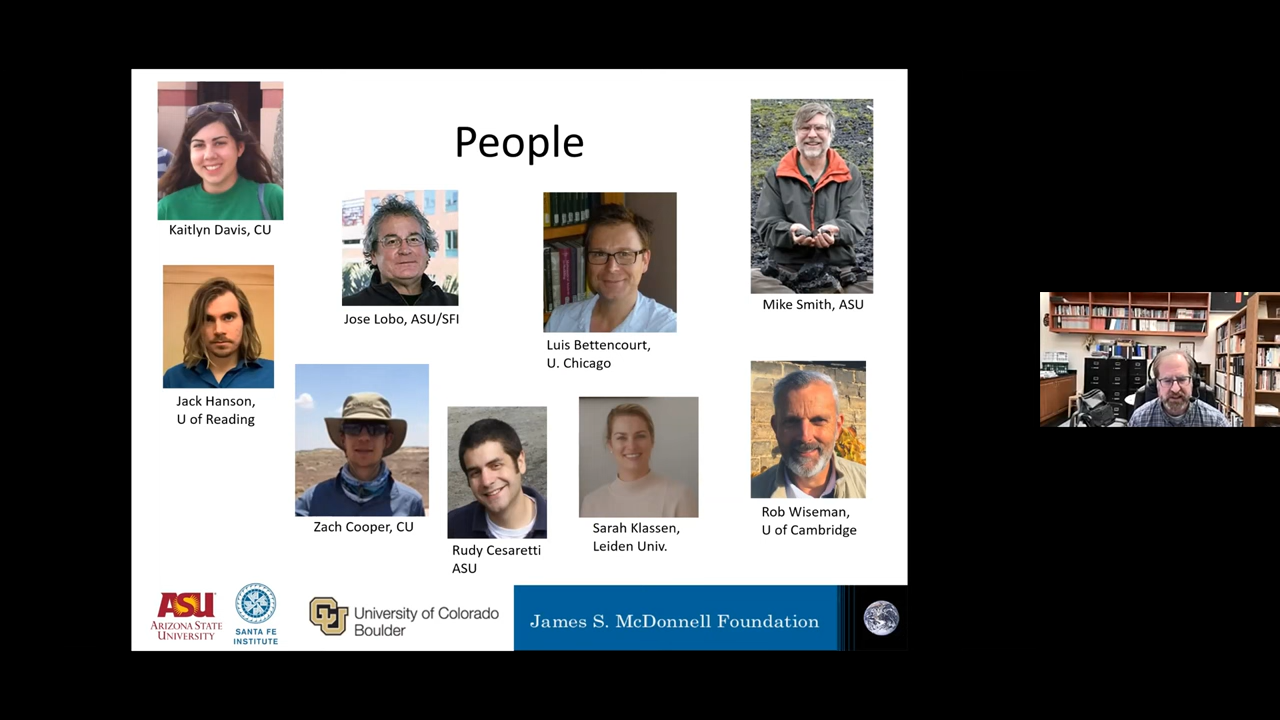 People
Kaitlyn Davis, CU
Jose Lobo, ASU/SFI
Luis Bettencourt,
U. Chicago
Mike Smith, ASU
Jack Hanson,
U of Reading
Zach Cooper, CU
Rudy Cesaretti
ASU
Sarah Klassen,
Leiden Univ.
Rob Wiseman,
U of Cambridge
ASU
ARIZONA STATE
UNIVERSITY
SANTA FE
INSTITUTE
CU
University of Colorado
Boulder
James S. McDonnell Foundation